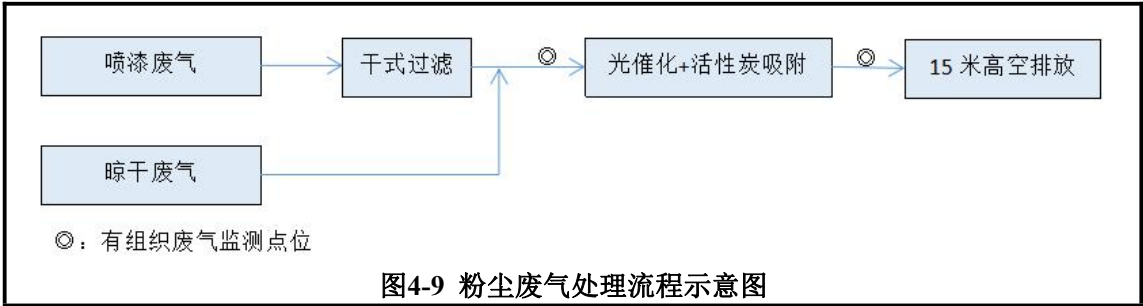 喷漆废气
干式过滤
◎
光催化+活性炭吸附
◎
15 米高空排放
晾干废气
◎：有组织废气监测点位
图4-9 粉尘废气处理流程示意图